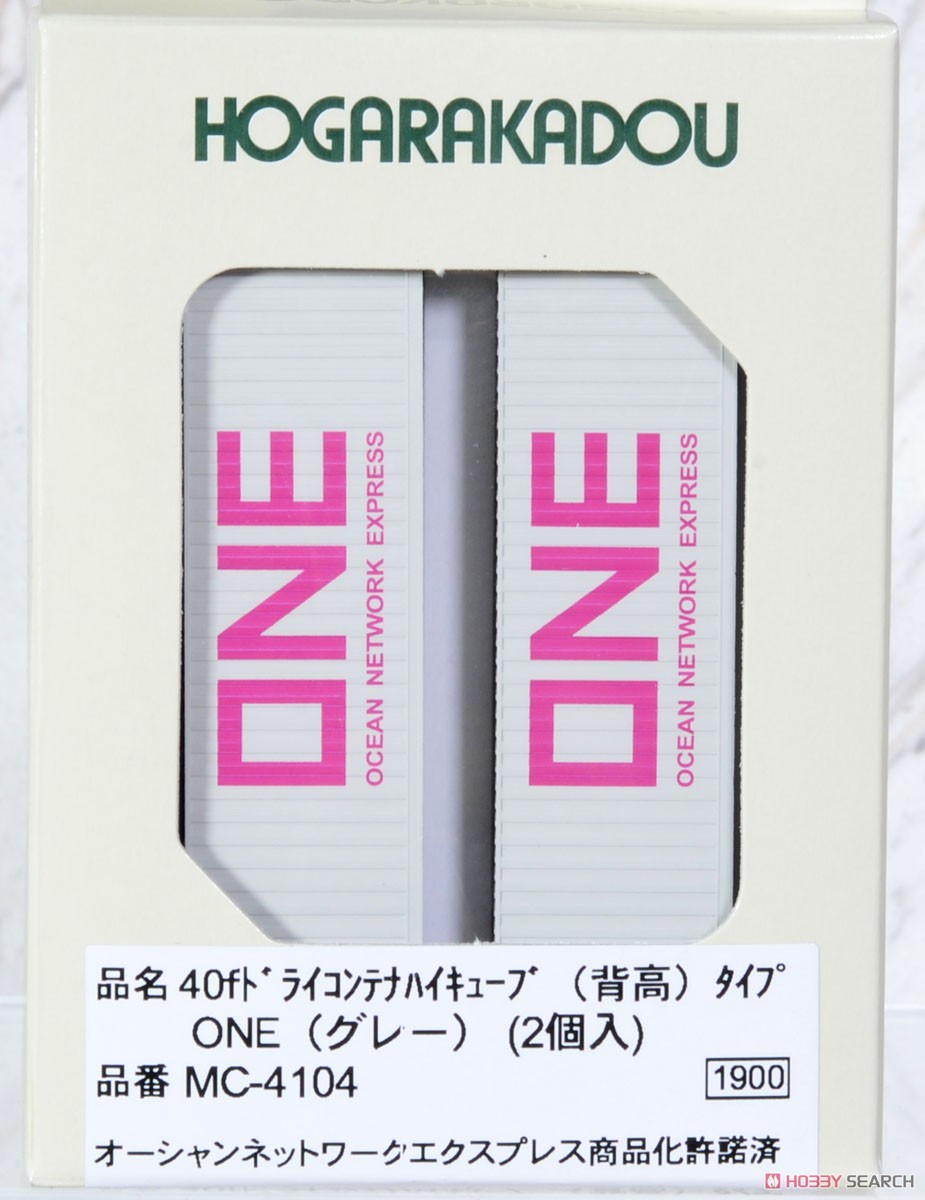 HOGARAKADOU
ONE
OCEAN NETWORK EXPRESS
ONE
OCEAN NETWORK EXPRESS
品名 40fﾄﾞﾗｲｺﾝﾃﾅﾊｲｷｭｰﾌﾞ（背高）ﾀｲﾌﾟ
ONE（グレー） (2個入)
品番 MC-4104
1900
オーシャンネットワークエクスプレス商品化許諾済
HOBBY SEARCH